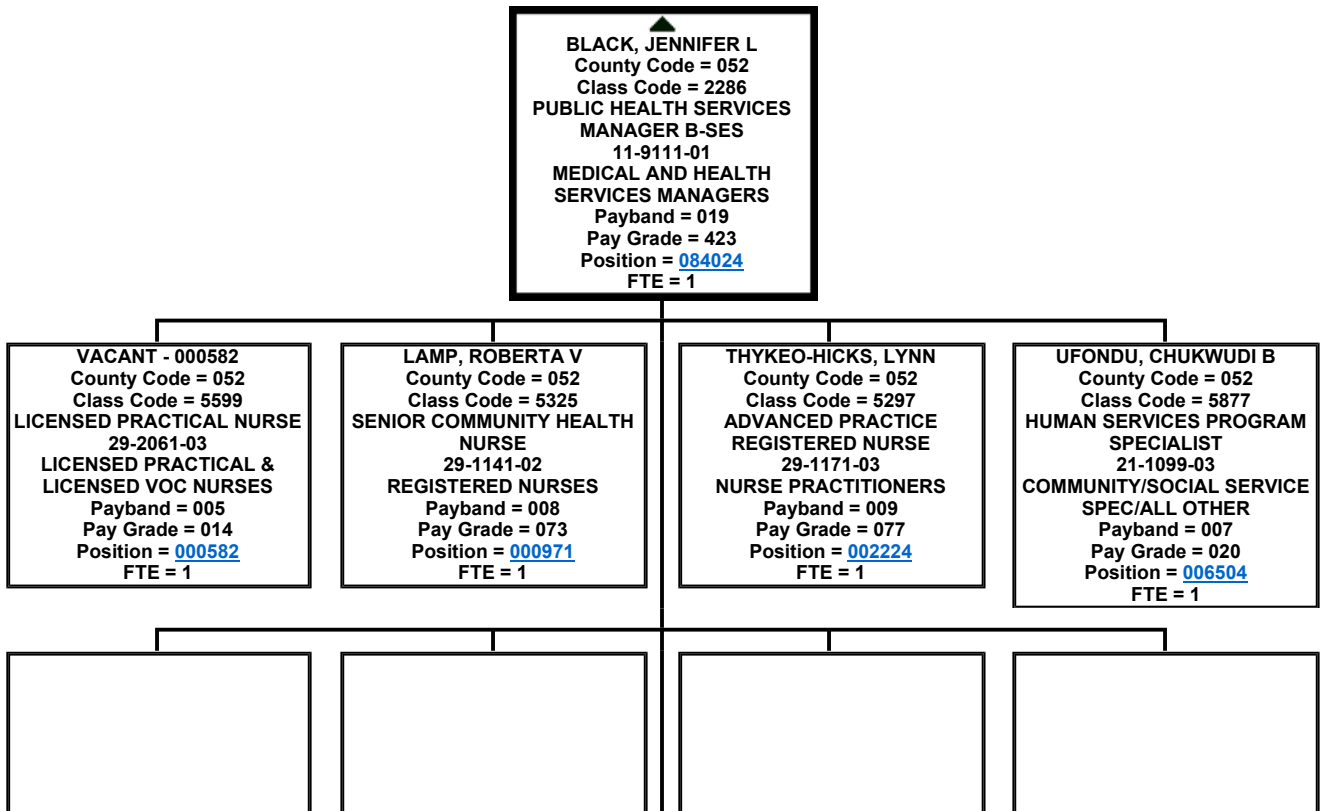 BLACK, JENNIFER L
County Code = 052
Class Code = 2286
PUBLIC HEALTH SERVICES
MANAGER B-SES
11-9111-01
MEDICAL AND HEALTH
SERVICES MANAGERS
Payband = 019
Pay Grade = 423
Position = 084024
FTE = 1
VACANT - 000582
County Code = 052
Class Code = 5599
LICENSED PRACTICAL NURSE
29-2061-03
LICENSED PRACTICAL &
LICENSED VOC NURSES
Payband = 005
Pay Grade = 014
Position = 000582
FTE = 1
LAMP, ROBERTA V
County Code = 052
Class Code = 5325
SENIOR COMMUNITY HEALTH
NURSE
29-1141-02
REGISTERED NURSES
Payband = 008
Pay Grade = 073
Position = 000971
FTE = 1
THYKEO-HICKS, LYNN
County Code = 052
Class Code = 5297
ADVANCED PRACTICE
REGISTERED NURSE
29-1171-03
NURSE PRACTITIONERS
Payband = 009
Pay Grade = 077
Position = 002224
FTE = 1
UFONDU, CHUKWUDI B
County Code = 052
Class Code = 5877
HUMAN SERVICES PROGRAM
SPECIALIST
21-1099-03
COMMUNITY/SOCIAL SERVICE
SPEC/ALL OTHER
Payband = 007
Pay Grade = 020
Position = 006504
FTE = 1